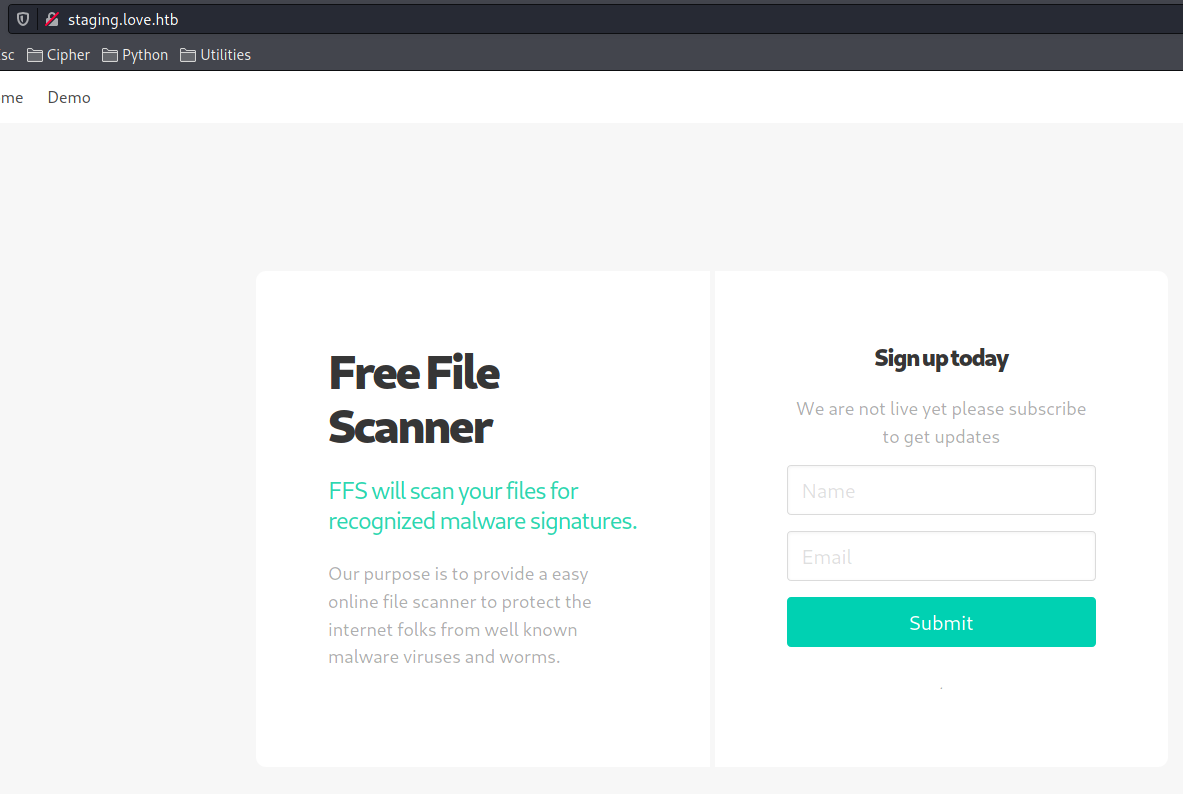 staging.love.htb
sc Cipher Python Utilities
me Demo
Free File
Scanner
FFS will scan your files for
recognized malware signatures.
Our purpose is to provide a easy
online file scanner to protect the
internet folks from well known
malware viruses and worms.
Sign up today
We are not live yet please subscribe
to get updates
Name
Email
Submit
.